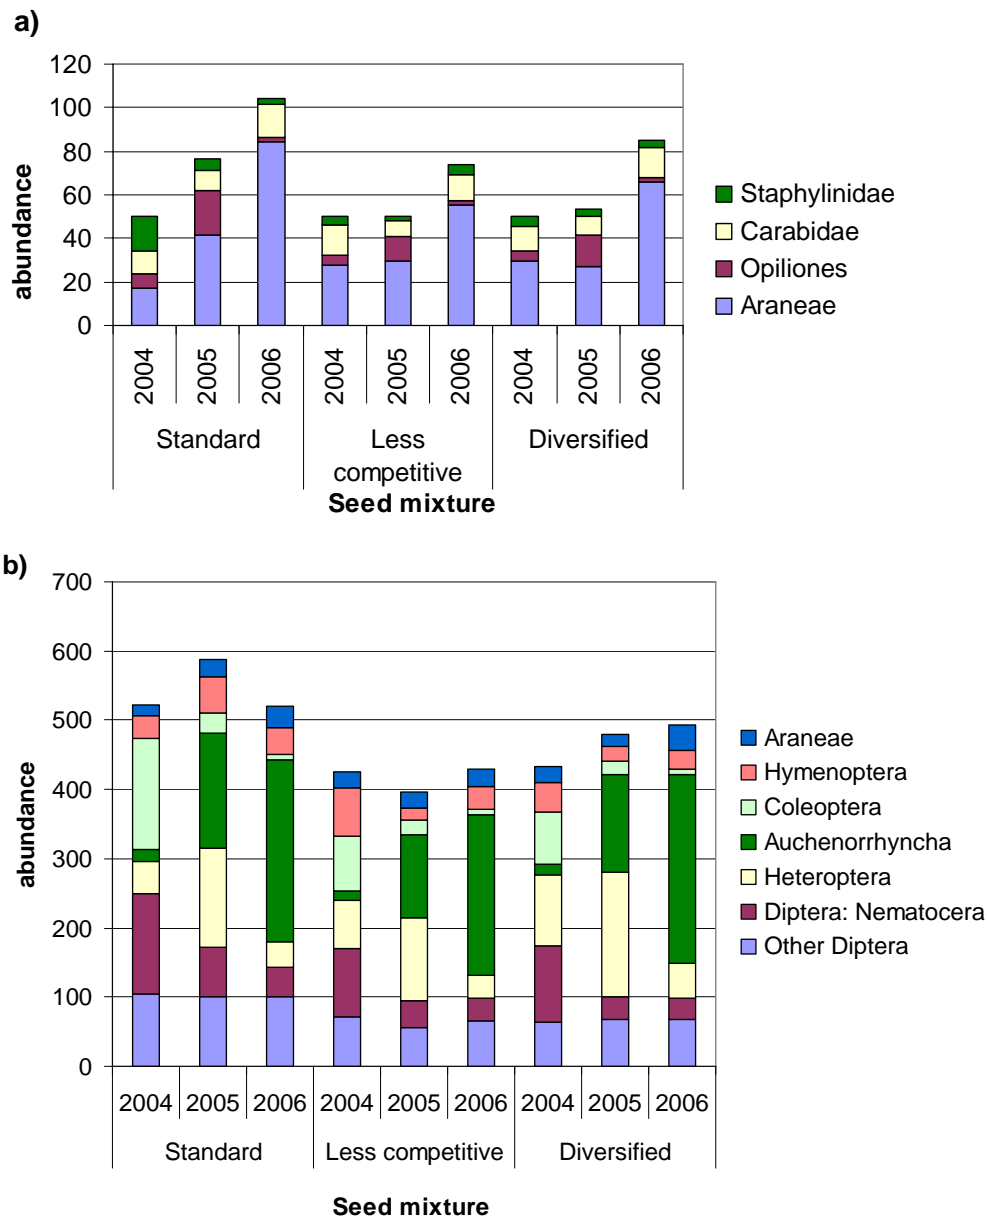 a)
120
100
80
60
40
20
0
abundance
2004 2005 2006 2004 2005 2006 2004 2005 2006
Standard Less Diversified
competitive
Seed mixture
Staphylinidae
Carabidae
Opiliones
Araneae
b)
700
600
500
400
300
200
100
0
abundance
2004 2005 2006 2004 2005 2006 2004 2005 2006
Standard Less competitive Diversified
Seed mixture
Araneae
Hymenoptera
Coleoptera
Auchenorrhyncha
Heteroptera
Diptera: Nematocera
Other Diptera